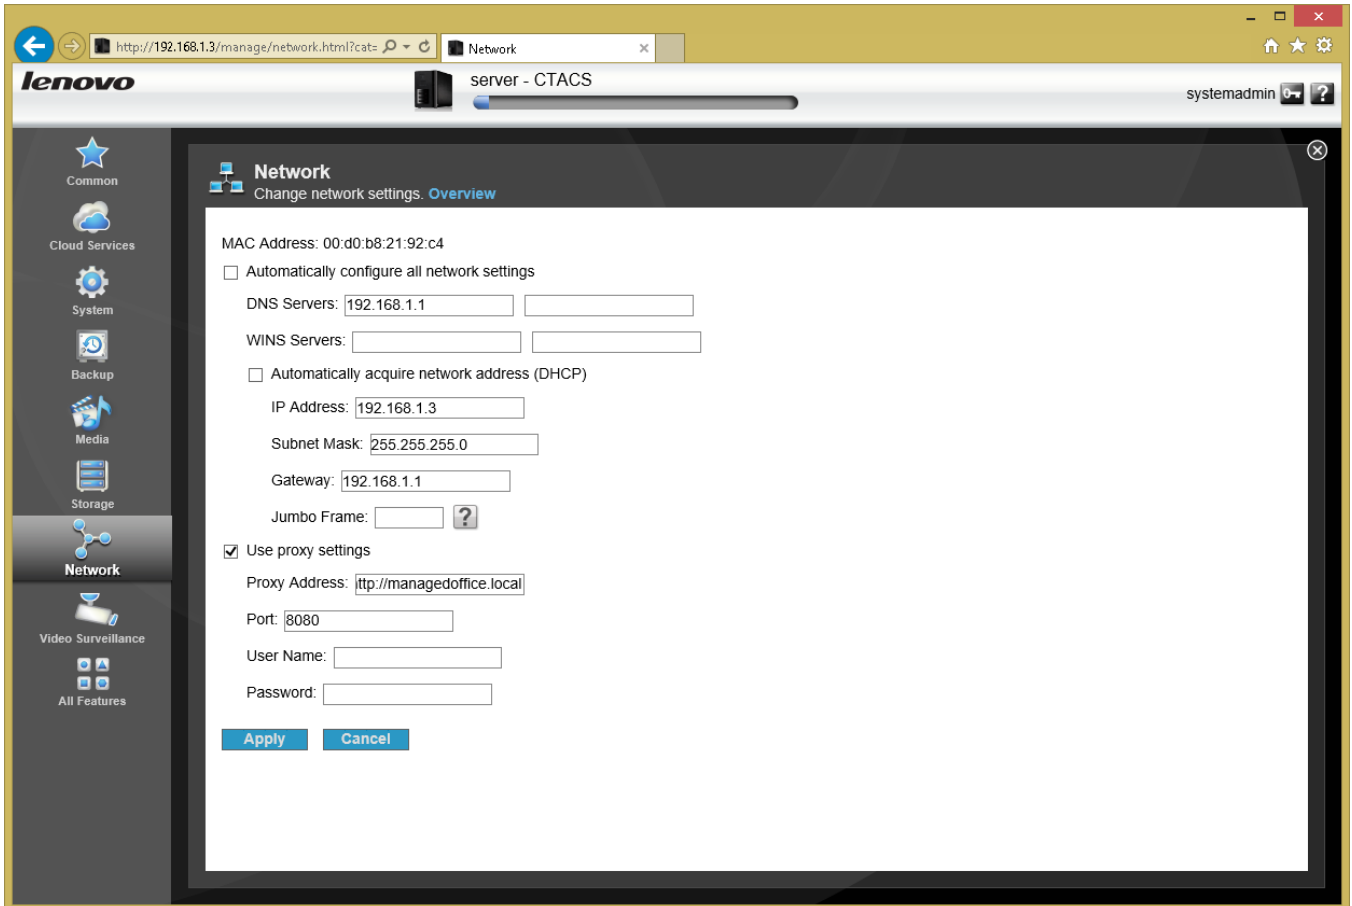 http://192.168.1.3/manage/network.html?cat=
Network
lenovo
server - CTACS
systemadmin
?
Common
Cloud Services
System
Backup
Media
Storage
Network
Video Surveillance
All Features
Network
Change network settings. Overview
MAC Address: 00:d0:b8:21:92:c4
Automatically configure all network settings
DNS Servers: 192.168.1.1
WINS Servers:
Automatically acquire network address (DHCP)
IP Address: 192.168.1.3
Subnet Mask: 255.255.255.0
Gateway: 192.168.1.1
Jumbo Frame: ?
Use proxy settings
Proxy Address: ttp://managedoffice.local
Port: 8080
User Name:
Password:
Apply Cancel